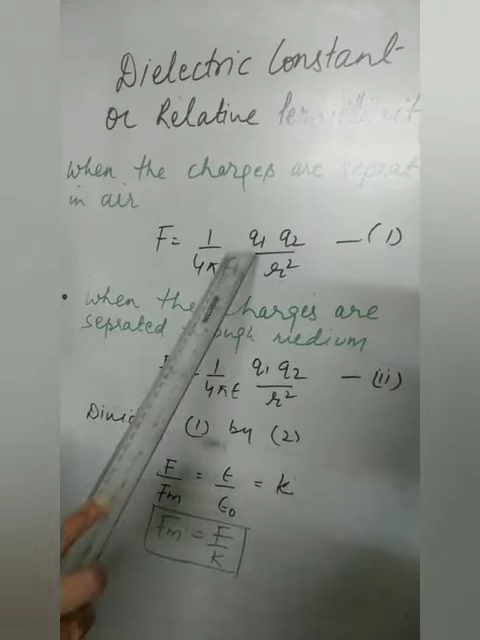 Dielectric Constant
or Relative
when the charges are seprat
in air
F = 1/4π q1 q2/r² — (1)
when the charges are
seprated medium
1/4πε q1 q2/r² — (ii)
(1) by (2)
F/Fm = ε/ε0 = K
Fm = F/K